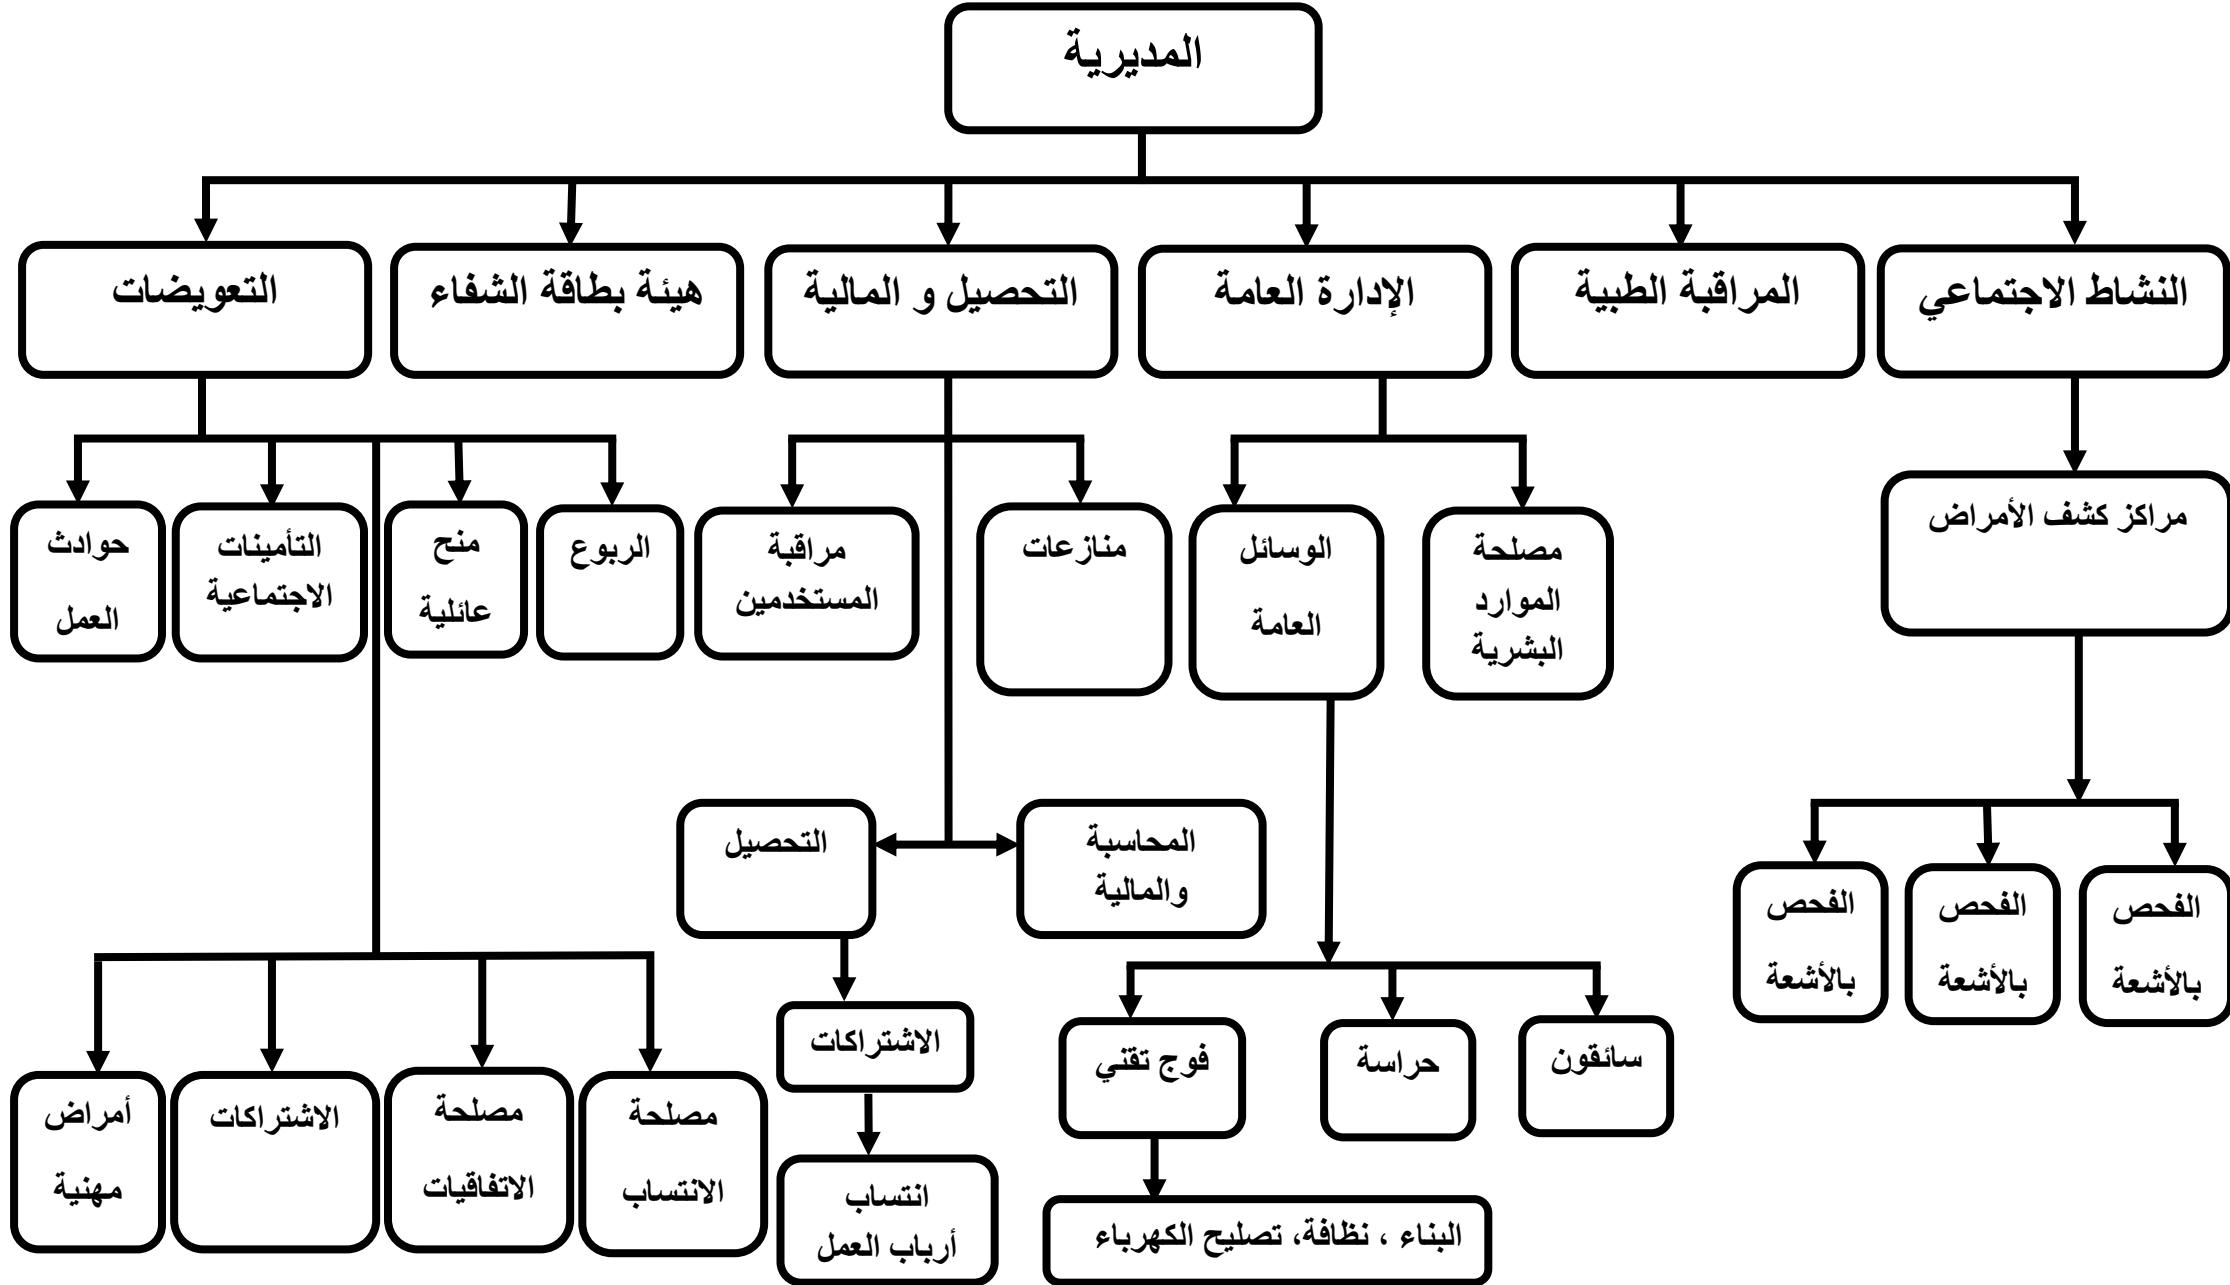 المديرية
النشاط الاجتماعي
المراقبة الطبية
الإدارة العامة
التحصيل و المالية
هيئة بطاقة الشفاء
التعويضات
مراكز كشف الأمراض
مصلحة
الموارد
البشرية
الوسائل
العامة
منازعات
مراقبة
المستخدمين
الربوع
منح
عائلية
التأمينات
الاجتماعية
حوادث
العمل
المحاسبة
والمالية
التحصيل
الفحص
بالأشعة
الفحص
بالأشعة
الفحص
بالأشعة
سائقون
حراسة
فوج تقني
الاشتراكات
مصلحة
الانتساب
مصلحة
الاتفاقيات
الاشتراكات
أمراض
مهنية
انتساب
أرباب العمل
البناء ، نظافة، تصليح الكهرباء